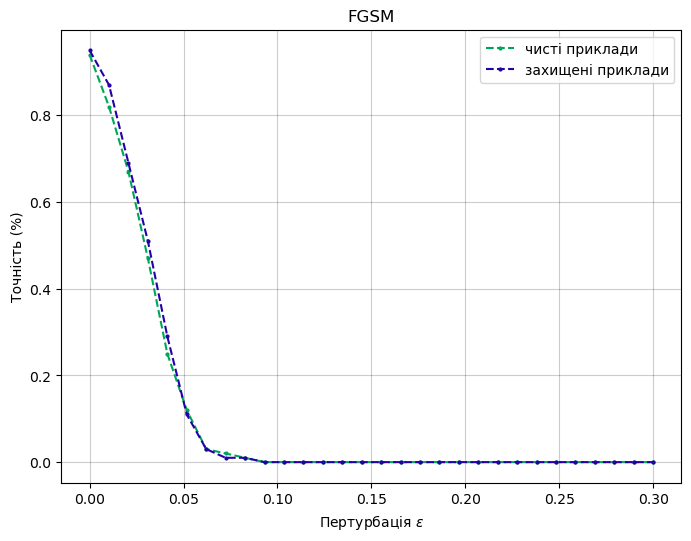 FGSM
чисті приклади
захищені приклади
Точність (%)
0.8
0.6
0.4
0.2
0.0
0.00 0.05 0.10 0.15 0.20 0.25 0.30
Пертурбація ε